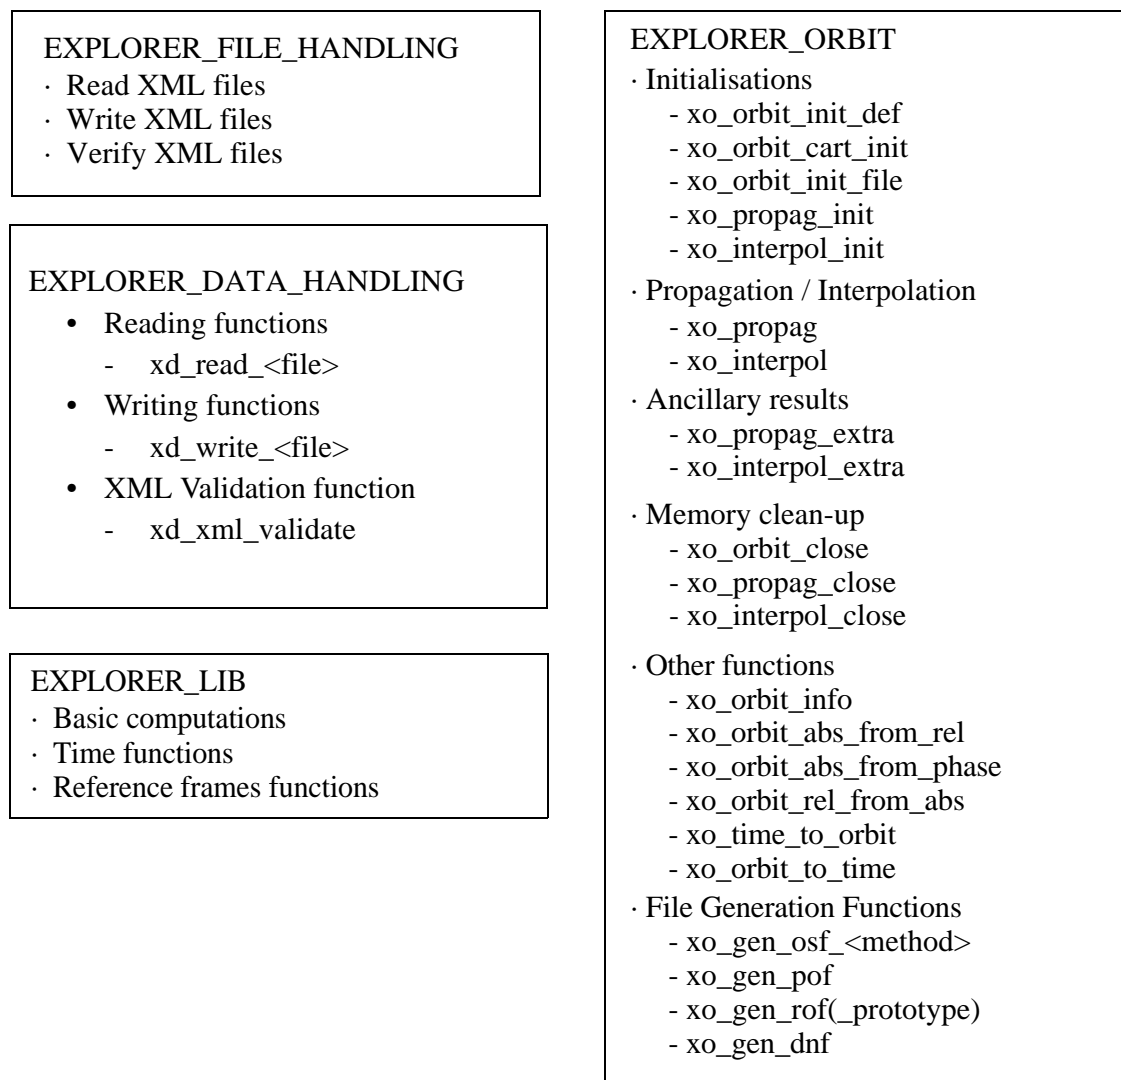 EXPLORER_FILE_HANDLING
· Read XML files
· Write XML files
· Verify XML files
EXPLORER_DATA_HANDLING
• Reading functions
- xd_read_<file>
• Writing functions
- xd_write_<file>
• XML Validation function
- xd_xml_validate
EXPLORER_LIB
· Basic computations
· Time functions
· Reference frames functions
EXPLORER_ORBIT
· Initialisations
- xo_orbit_init_def
- xo_orbit_cart_init
- xo_orbit_init_file
- xo_propag_init
- xo_interpol_init
· Propagation / Interpolation
- xo_propag
- xo_interpol
· Ancillary results
- xo_propag_extra
- xo_interpol_extra
· Memory clean-up
- xo_orbit_close
- xo_propag_close
- xo_interpol_close
· Other functions
- xo_orbit_info
- xo_orbit_abs_from_rel
- xo_orbit_abs_from_phase
- xo_orbit_rel_from_abs
- xo_time_to_orbit
- xo_orbit_to_time
· File Generation Functions
- xo_gen_osf_<method>
- xo_gen_pof
- xo_gen_rof(_prototype)
- xo_gen_dnf